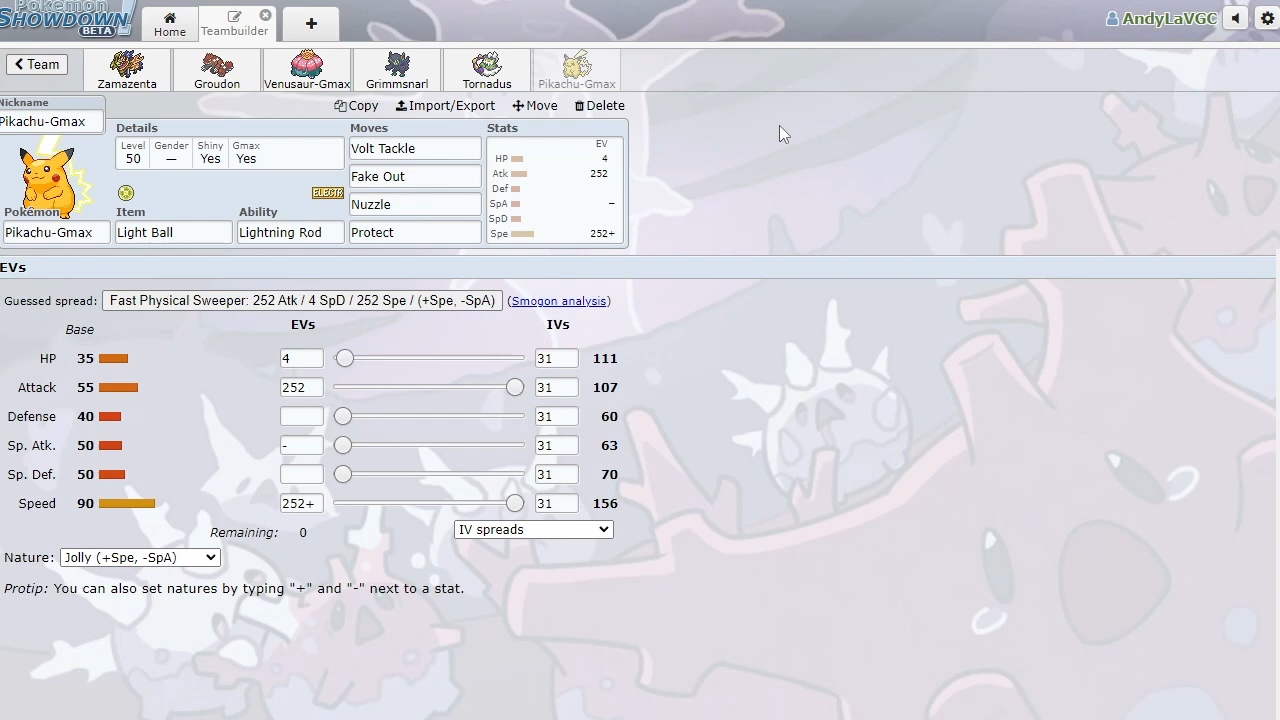 Pokémon
SHOWDOWN!
BETA
Home
Teambuilder
+
AndyLaVGC
Team
Zamazenta
Groudon
Venusaur-Gmax
Grimmsnarl
Tornadus
Pikachu-Gmax
Copy
Import/Export
Move
Delete
Nickname
Pikachu-Gmax
Details
Level Gender Shiny Gmax
50 — Yes Yes
ELECTR
Pokémon
Pikachu-Gmax
Item
Light Ball
Ability
Lightning Rod
Moves
Volt Tackle
Fake Out
Nuzzle
Protect
Stats
EV
HP 4
Atk 252
Def
SpA –
SpD
Spe 252+
EVs
Guessed spread: Fast Physical Sweeper: 252 Atk / 4 SpD / 252 Spe / (+Spe, -SpA) (Smogon analysis)
Base EVs IVs
HP 35 4 31 111
Attack 55 252 31 107
Defense 40 31 60
Sp. Atk. 50 - 31 63
Sp. Def. 50 31 70
Speed 90 252+ 31 156
Remaining: 0 IV spreads
Nature: Jolly (+Spe, -SpA)
Protip: You can also set natures by typing "+" and "-" next to a stat.